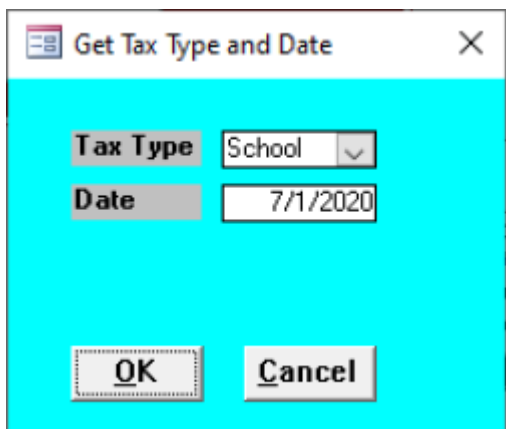 Get Tax Type and Date
Tax Type School
Date 7/1/2020
OK Cancel